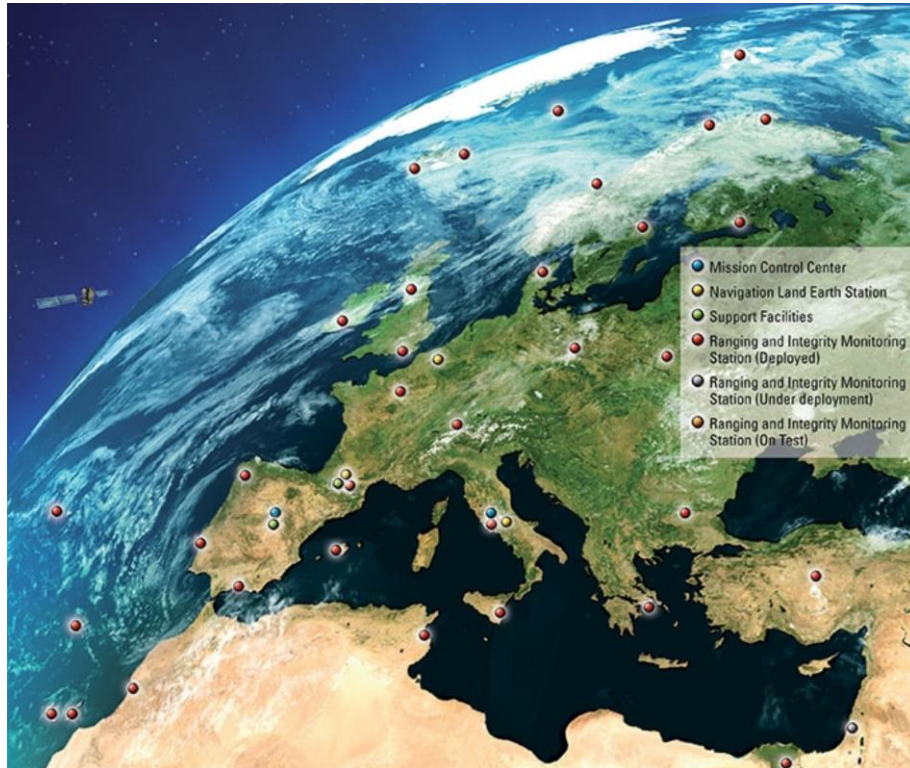 Mission Control Center
Navigation Land Earth Station
Support Facilities
Ranging and Integrity Monitoring
Station (Deployed)
Ranging and Integrity Monitoring
Station (Under deployment)
Ranging and Integrity Monitoring
Station (On Test)